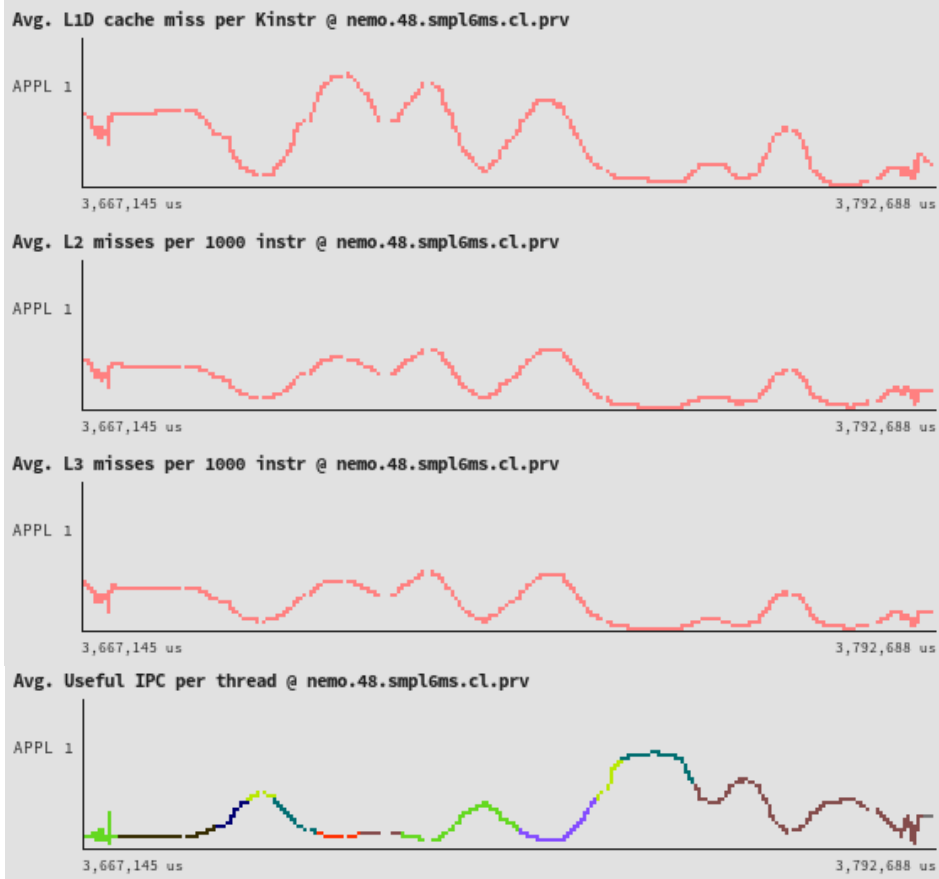 Avg. L1D cache miss per Kinstr @ nemo.48.smpl6ms.cl.prv
APPL 1
3,667,145 us 3,792,688 us
Avg. L2 misses per 1000 instr @ nemo.48.smpl6ms.cl.prv
APPL 1
3,667,145 us 3,792,688 us
Avg. L3 misses per 1000 instr @ nemo.48.smpl6ms.cl.prv
APPL 1
3,667,145 us 3,792,688 us
Avg. Useful IPC per thread @ nemo.48.smpl6ms.cl.prv
APPL 1
3,667,145 us 3,792,688 us